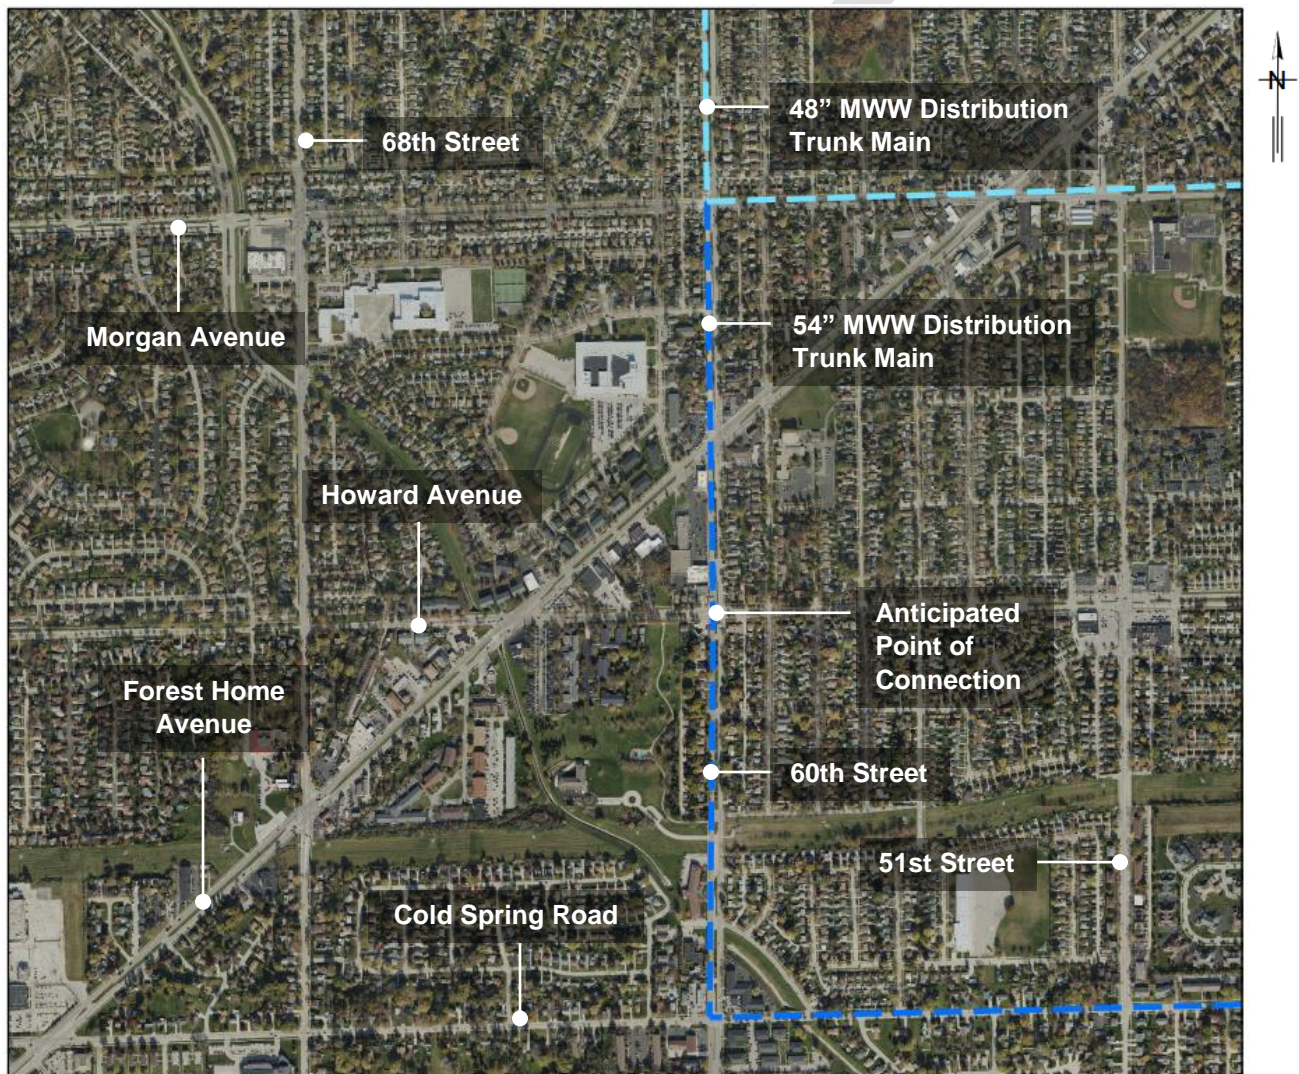 48” MWW Distribution
Trunk Main
N
68th Street
54” MWW Distribution
Trunk Main
Morgan Avenue
Howard Avenue
Anticipated
Point of
Connection
Forest Home
Avenue
60th Street
51st Street
Cold Spring Road